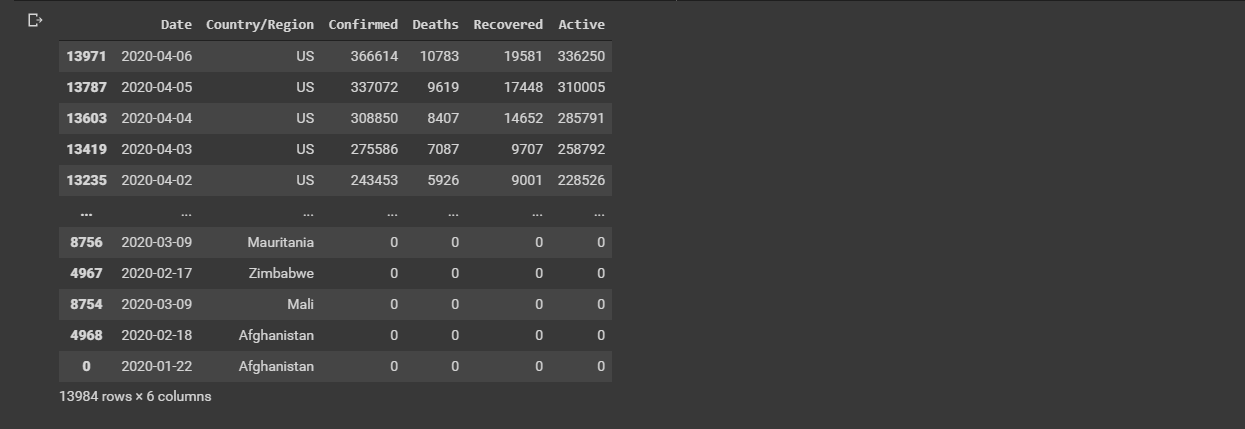 Date Country/Region Confirmed Deaths Recovered Active
13971 2020-04-06 US 366614 10783 19581 336250
13787 2020-04-05 US 337072 9619 17448 310005
13603 2020-04-04 US 308850 8407 14652 285791
13419 2020-04-03 US 275586 7087 9707 258792
13235 2020-04-02 US 243453 5926 9001 228526
... ... ... ... ... ... ...
8756 2020-03-09 Mauritania 0 0 0 0
4967 2020-02-17 Zimbabwe 0 0 0 0
8754 2020-03-09 Mali 0 0 0 0
4968 2020-02-18 Afghanistan 0 0 0 0
0 2020-01-22 Afghanistan 0 0 0 0
13984 rows × 6 columns